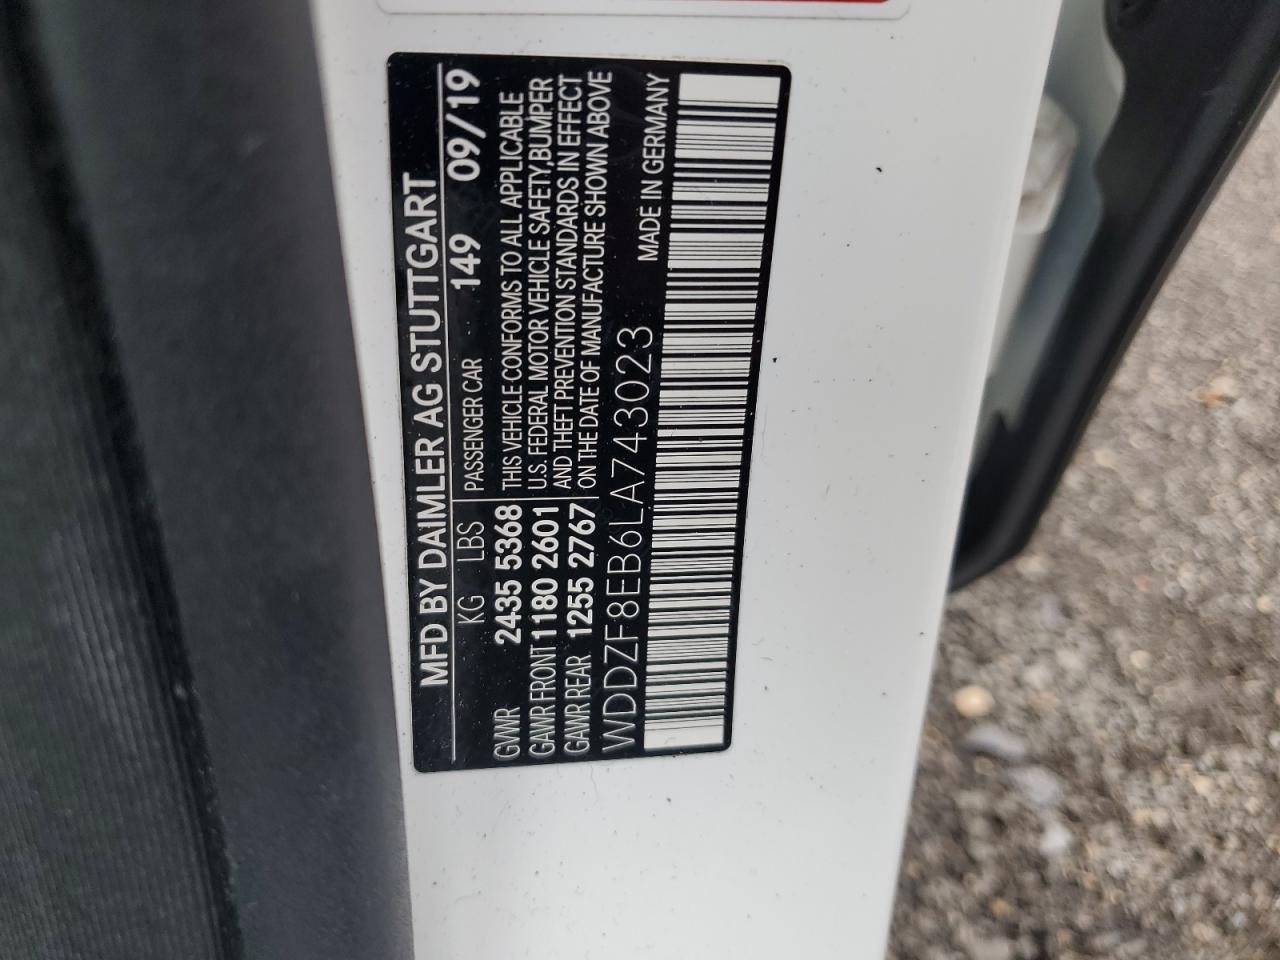 MFD BY DAIMLER AG STUTTGART
KG LBS PASSENGER CAR 149 09/19
GVWR 2435 5368 THIS VEHICLE CONFORMS TO ALL APPLICABLE
GAWR FRONT 1180 2601 U.S. FEDERAL MOTOR VEHICLE SAFETY,BUMPER
GAWR REAR 1255 2767 AND THEFT PREVENTION STANDARDS IN EFFECT
ON THE DATE OF MANUFACTURE SHOWN ABOVE
WDDZF8EB6LA743023 MADE IN GERMANY